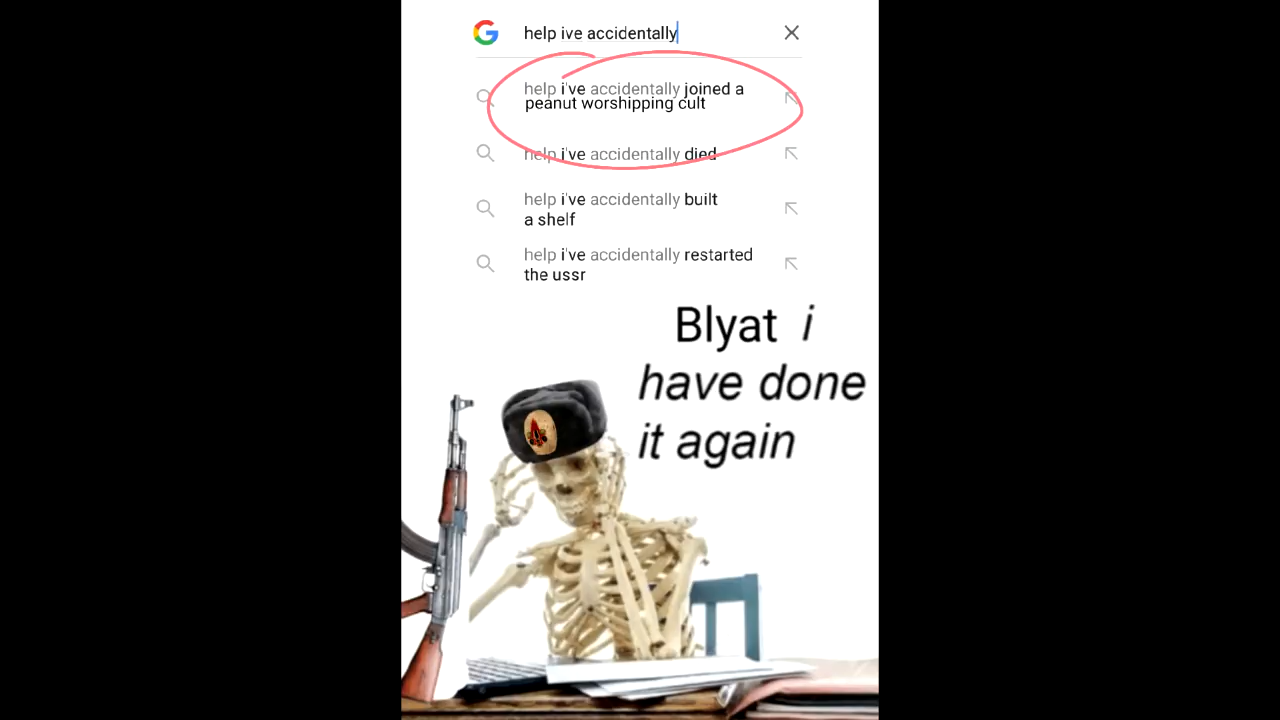 help ive accidentally
help i've accidentally joined a
peanut worshipping cult
help i've accidentally died
help i've accidentally built
a shelf
help i've accidentally restarted
the ussr
Blyat i
have done
it again